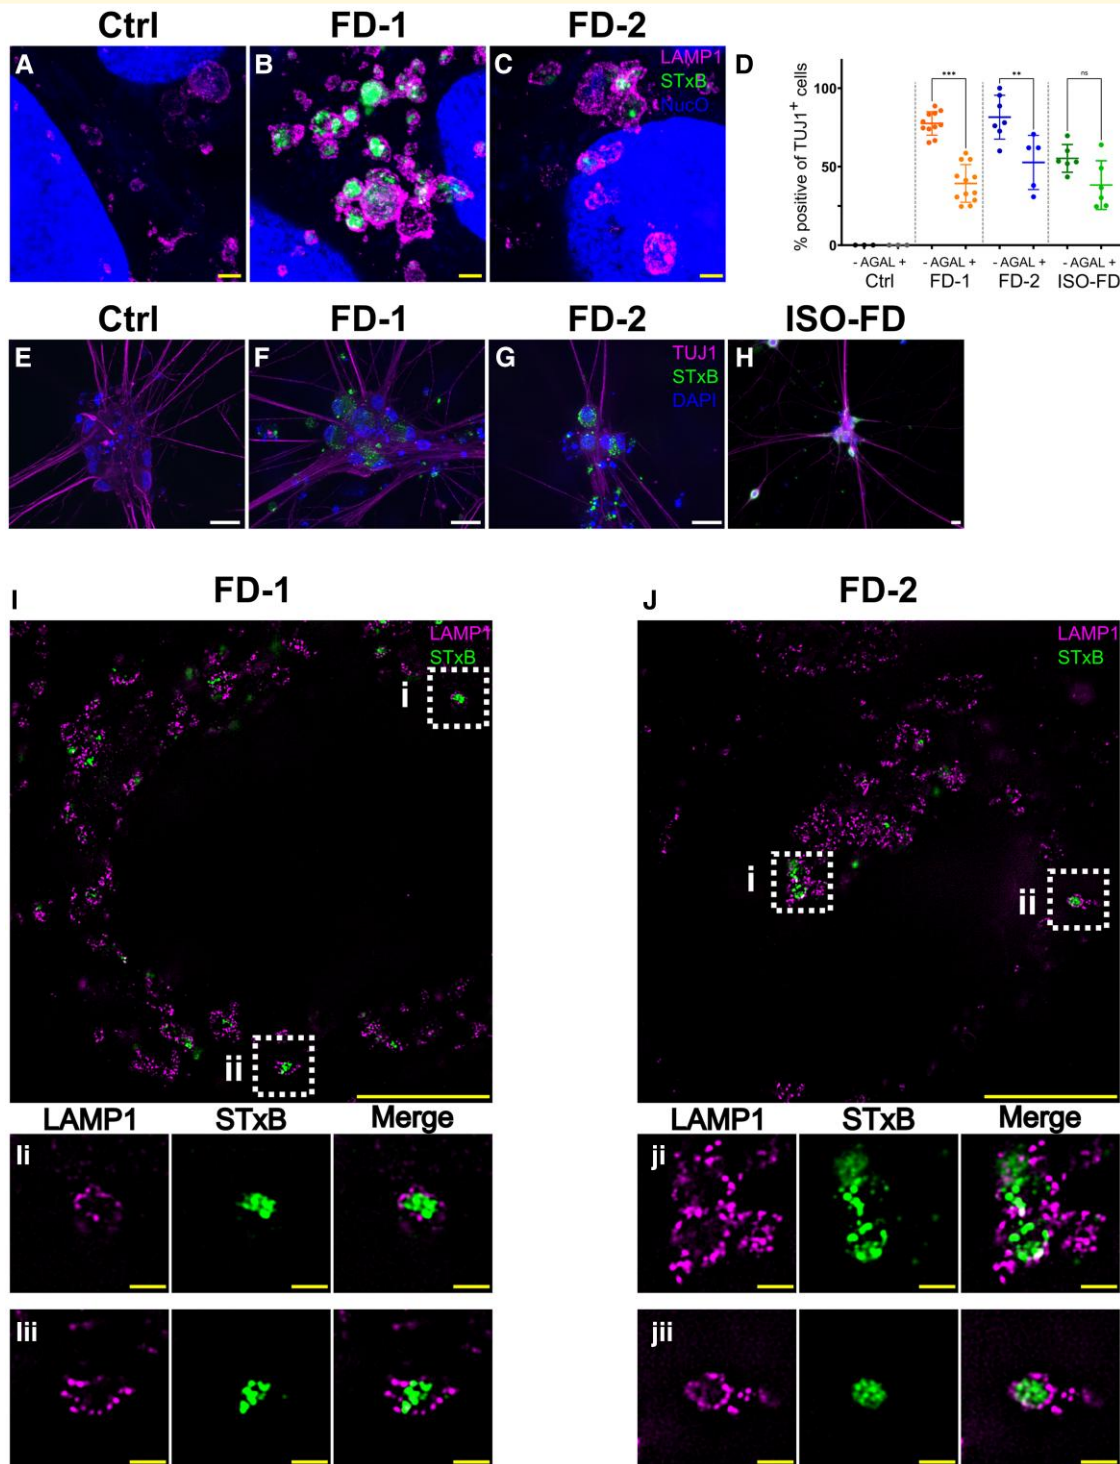 Ctrl
FD-1
FD-2
A
B
C
LAMP1
STxB
NucO
D
% positive of TUJ1+ cells
100
50
0
***
**
ns
- AGAL + - AGAL + - AGAL + - AGAL +
Ctrl FD-1 FD-2 ISO-FD
Ctrl
FD-1
FD-2
ISO-FD
E
F
G
TUJ1
STxB
DAPI
H
FD-1
I
LAMP1
STxB
i
ii
LAMP1 STxB Merge
Ii
Iii
FD-2
J
LAMP1
STxB
i
ii
LAMP1 STxB Merge
ji
jii